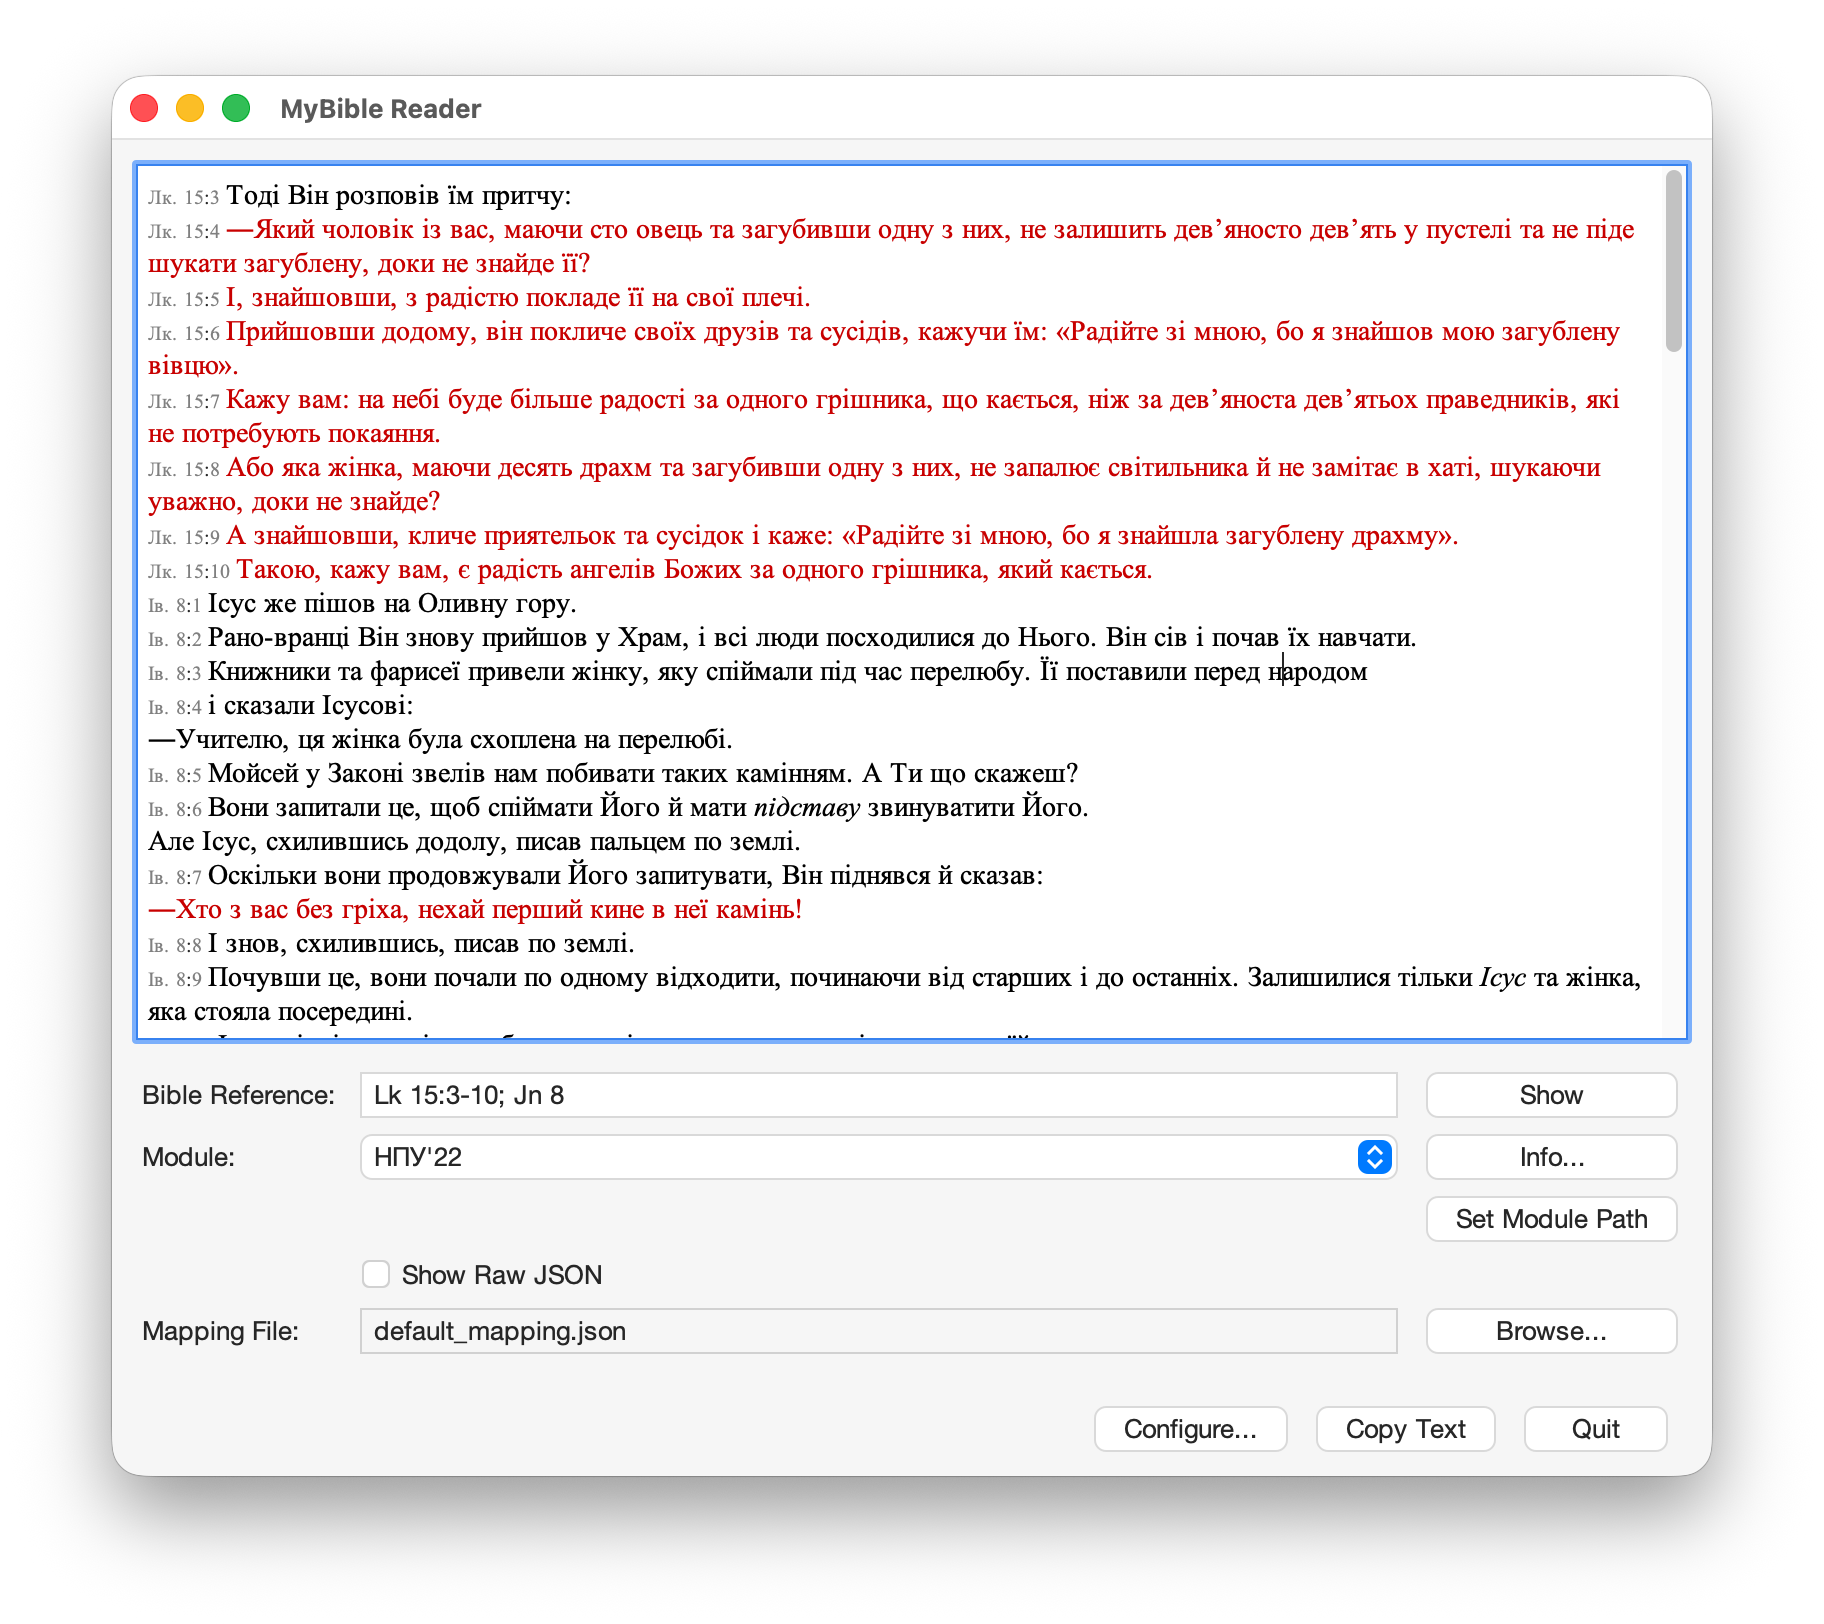 MyBible Reader
Лк. 15:3 Тоді Він розповів їм притчу:
Лк. 15:4 —Який чоловік із вас, маючи сто овець та загубивши одну з них, не залишить дев’яносто дев’ять у пустелі та не піде
шукати загублену, доки не знайде її?
Лк. 15:5 І, знайшовши, з радістю покладе її на свої плечі.
Лк. 15:6 Прийшовши додому, він покличе своїх друзів та сусідів, кажучи їм: «Радійте зі мною, бо я знайшов мою загублену
вівцю».
Лк. 15:7 Кажу вам: на небі буде більше радості за одного грішника, що кається, ніж за дев’яноста дев’ятьох праведників, які
не потребують покаяння.
Лк. 15:8 Або яка жінка, маючи десять драхм та загубивши одну з них, не запалює світильника й не замітає в хаті, шукаючи
уважно, доки не знайде?
Лк. 15:9 А знайшовши, кличе приятельок та сусідок і каже: «Радійте зі мною, бо я знайшла загублену драхму».
Лк. 15:10 Такою, кажу вам, є радість ангелів Божих за одного грішника, який кається.
Ів. 8:1 Ісус же пішов на Оливну гору.
Ів. 8:2 Рано-вранці Він знову прийшов у Храм, і всі люди посходилися до Нього. Він сів і почав їх навчати.
Ів. 8:3 Книжники та фарисеї привели жінку, яку спіймали під час перелюбу. Її поставили перед народом
Ів. 8:4 і сказали Ісусові:
—Учителю, ця жінка була схоплена на перелюбі.
Ів. 8:5 Мойсей у Законі звелів нам побивати таких камінням. А Ти що скажеш?
Ів. 8:6 Вони запитали це, щоб спіймати Його й мати підставу звинуватити Його.
Але Ісус, схилившись додолу, писав пальцем по землі.
Ів. 8:7 Оскільки вони продовжували Його запитувати, Він піднявся й сказав:
—Хто з вас без гріха, нехай перший кине в неї камінь!
Ів. 8:8 І знов, схилившись, писав по землі.
Ів. 8:9 Почувши це, вони почали по одному відходити, починаючи від старших і до останніх. Залишилися тільки Ісус та жінка,
яка стояла посередині.
Bible Reference: Lk 15:3-10; Jn 8 Show
Module: НПУ'22 Info...
Set Module Path
Show Raw JSON
Mapping File: default_mapping.json Browse...
Configure... Copy Text Quit